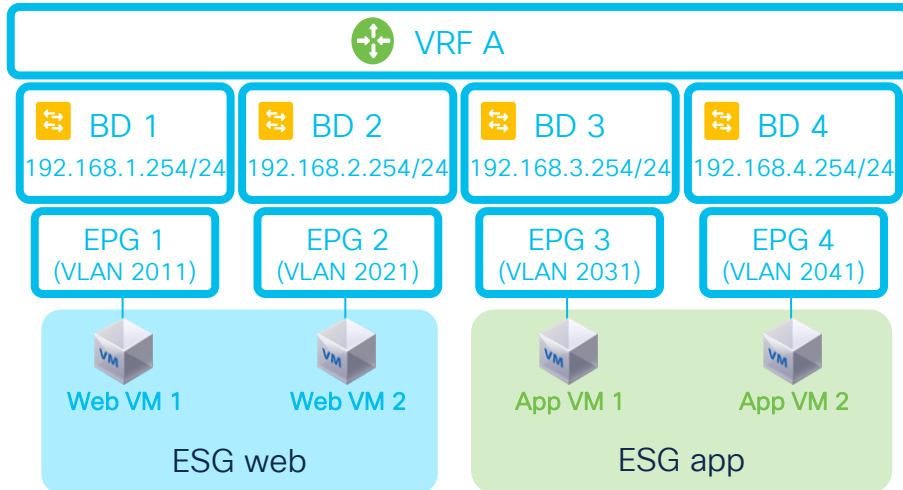 VRF A
BD 1
BD 2
BD 3
BD 4
192.168.1.254/24
192.168.2.254/24
192.168.3.254/24
192.168.4.254/24
EPG 1
(VLAN 2011)
EPG 2
(VLAN 2021)
EPG 3
(VLAN 2031)
EPG 4
(VLAN 2041)
VM
VM
VM
VM
Web VM 1
Web VM 2
App VM 1
App VM 2
ESG web
ESG app